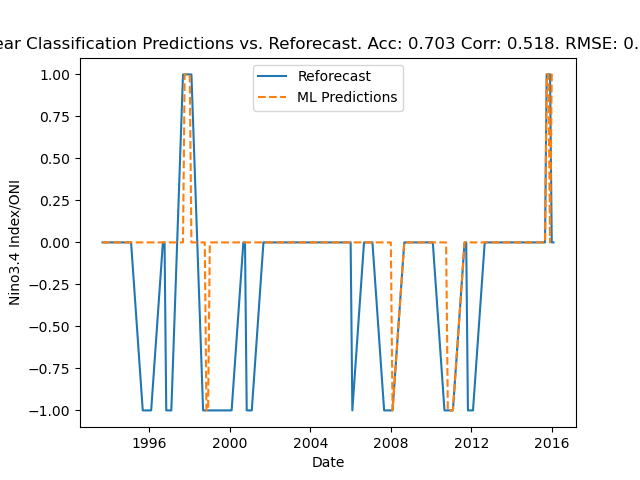 ear Classification Predictions vs. Reforecast. Acc: 0.703 Corr: 0.518. RMSE: 0.
Reforecast
ML Predictions
1.00
0.75
0.50
0.25
0.00
−0.25
−0.50
−0.75
−1.00
Nino3.4 Index/ONI
1996 2000 2004 2008 2012 2016
Date